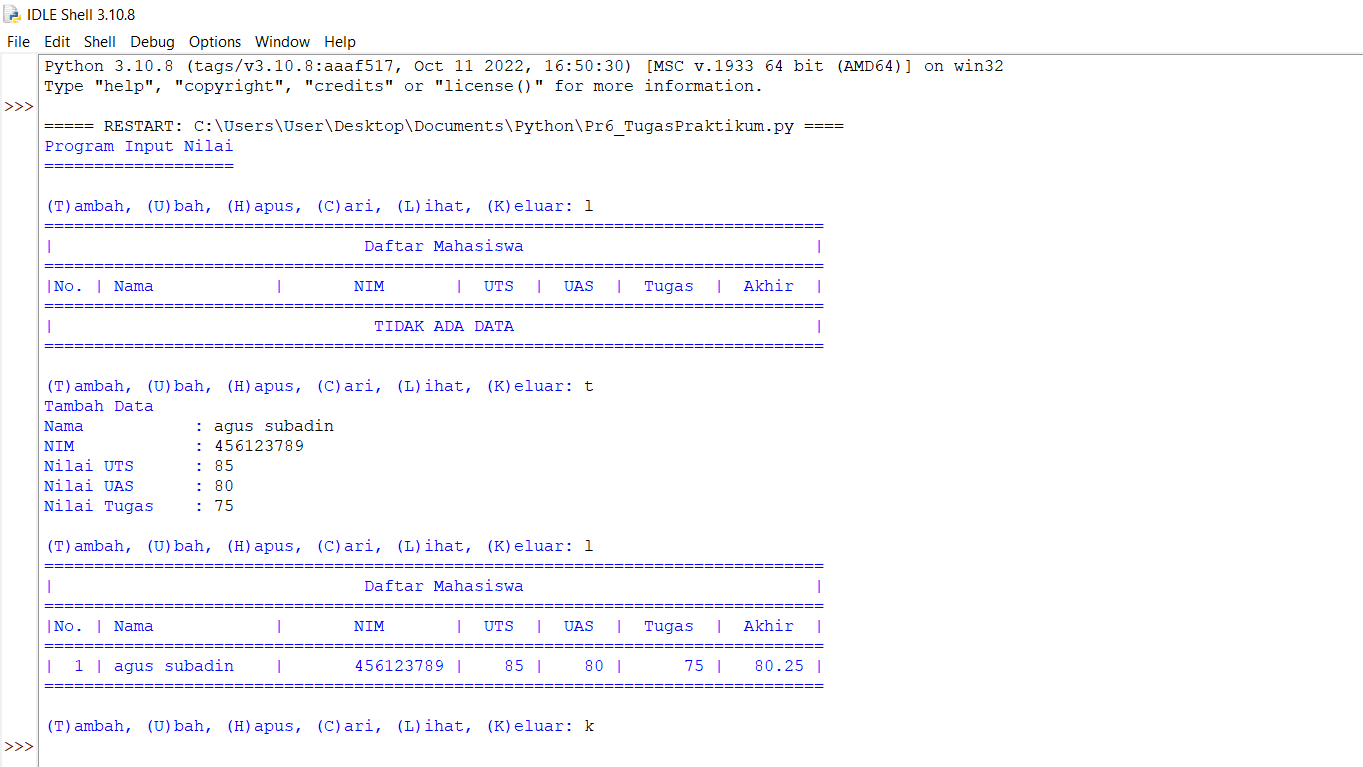 IDLE Shell 3.10.8
File Edit Shell Debug Options Window Help
Python 3.10.8 (tags/v3.10.8:aaaf517, Oct 11 2022, 16:50:30) [MSC v.1933 64 bit (AMD64)] on win32
Type "help", "copyright", "credits" or "license()" for more information.
>>>
===== RESTART: C:\Users\User\Desktop\Documents\Python\Pr6_TugasPraktikum.py ====
Program Input Nilai
===================
(T)ambah, (U)bah, (H)apus, (C)ari, (L)ihat, (K)eluar: l
==============================================================================
|                               Daftar Mahasiswa                             |
==============================================================================
|No. | Nama            |       NIM       |  UTS  |  UAS  |  Tugas  |  Akhir  |
==============================================================================
|                                TIDAK ADA DATA                              |
==============================================================================
(T)ambah, (U)bah, (H)apus, (C)ari, (L)ihat, (K)eluar: t
Tambah Data
Nama           : agus subadin
NIM            : 456123789
Nilai UTS      : 85
Nilai UAS      : 80
Nilai Tugas    : 75
(T)ambah, (U)bah, (H)apus, (C)ari, (L)ihat, (K)eluar: l
==============================================================================
|                               Daftar Mahasiswa                             |
==============================================================================
|No. | Nama            |       NIM       |  UTS  |  UAS  |  Tugas  |  Akhir  |
==============================================================================
|  1 | agus subadin    |       456123789 |    85 |    80 |      75 |   80.25 |
==============================================================================
(T)ambah, (U)bah, (H)apus, (C)ari, (L)ihat, (K)eluar: k
>>>